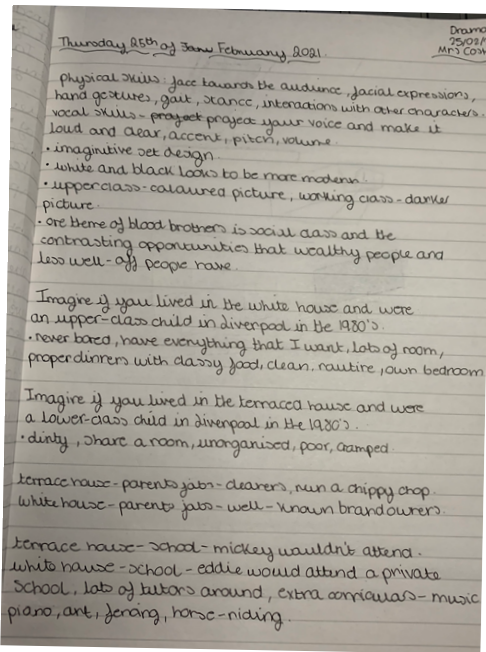 Drama
25/02/
Mrs
Thursday 25th of Janu February 2021.
physical skills: face towards the audience, facial expressions,
hand gestures, gait, stance, interactions with other characters.
vocal skills - project project your voice and make it
loud and clear, accent, pitch, volume.
• imaginitive set design.
• white and black looks to be more modern.
• upperclass - coloured picture, working class - darker
picture.
• one theme of blood brothers is social class and the
contrasting opportunities that wealthy people and
less well-off people have.
Imagine if you lived in the white house and were
an upper-class child in Liverpool in the 1980's.
• never bored, have everything that I want, lots of room,
proper dinners with classy food, clean, routine, own bedroom
Imagine if you lived in the terraced house and were
a lower-class child in Liverpool in the 1980's.
• dirty, share a room, unorganised, poor, cramped.
terrace house - parents jobs - cleaners, run a chippy chop.
white house - parents jobs - well-known brand owners.
terrace house - school - mickey wouldn't attend.
white house - school - eddie would attend a private
school, lots of tutors around, extra corriculars - music
piano, art, fencing, horse-riding.